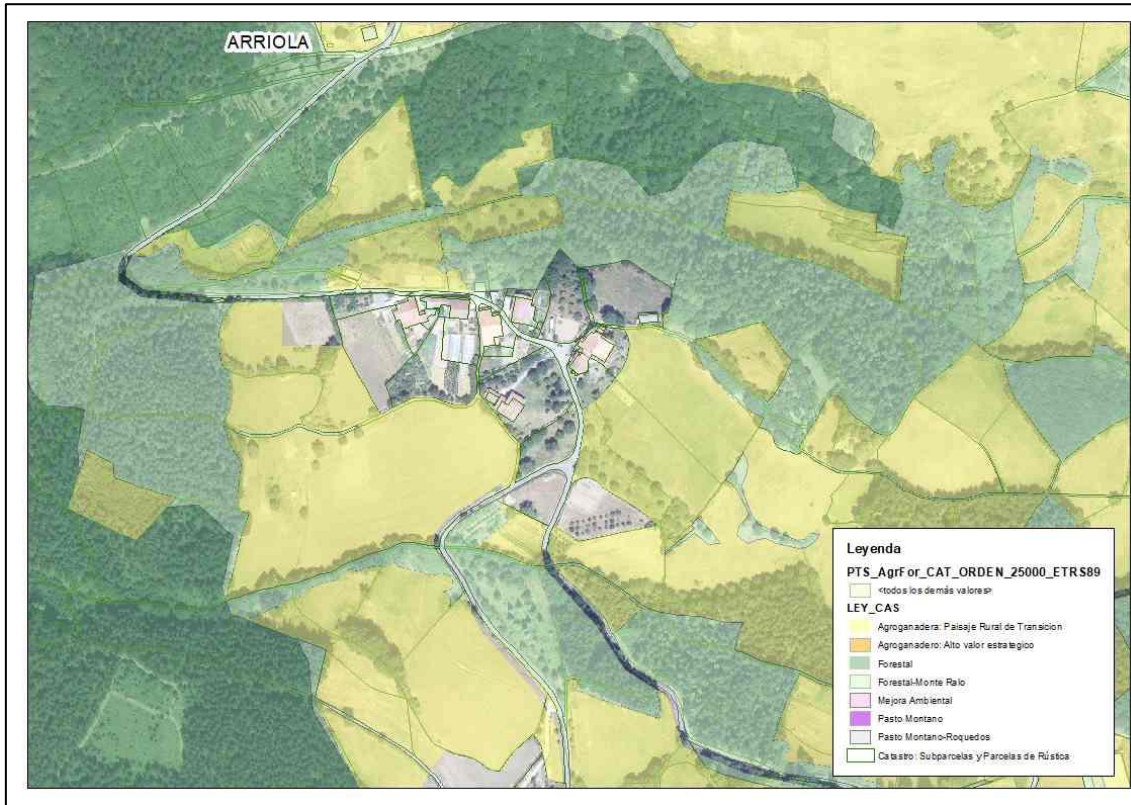 ARRIOLA
Leyenda
PTS_AgrFor_CAT_ORDEN_25000_ETRS89
<todos los demás valores>
LEY_CAS
Agroganadera: Paisaje Rural de Transicion
Agroganadero: Alto valor estrategico
Forestal
Forestal-Monte Ralo
Mejora Ambiental
Pasto Montano
Pasto Montano-Roquedos
Catastro: Subparcelas y Parcelas de Rústica